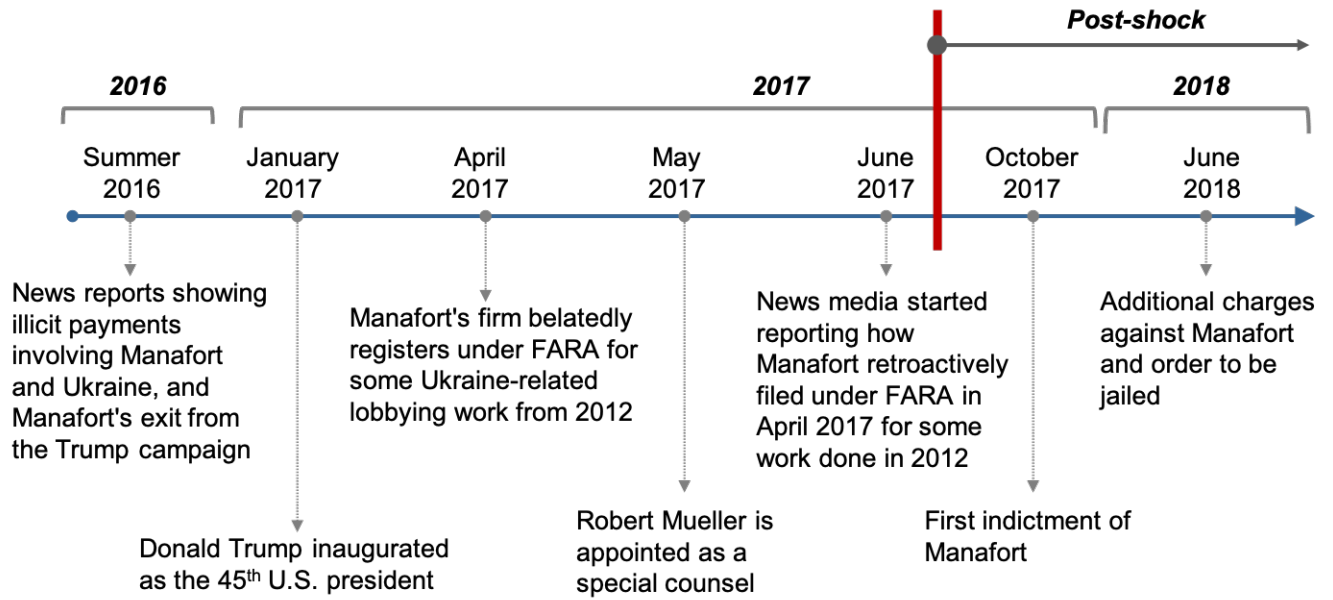 Post-shock
2016
2017
2018
Summer
2016
January
2017
April
2017
May
2017
June
2017
October
2017
June
2018
News reports showing
illicit payments
involving Manafort
and Ukraine, and
Manafort's exit from
the Trump campaign
Donald Trump inaugurated
as the 45th U.S. president
Manafort's firm belatedly
registers under FARA for
some Ukraine-related
lobbying work from 2012
Robert Mueller is
appointed as a
special counsel
News media started
reporting how
Manafort retroactively
filed under FARA in
April 2017 for some
work done in 2012
First indictment of
Manafort
Additional charges
against Manafort
and order to be
jailed